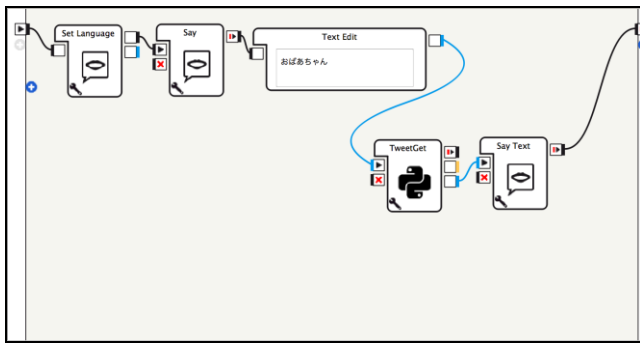 Set Language
Say
Text Edit
おばあちゃん
TweetGet
Say Text